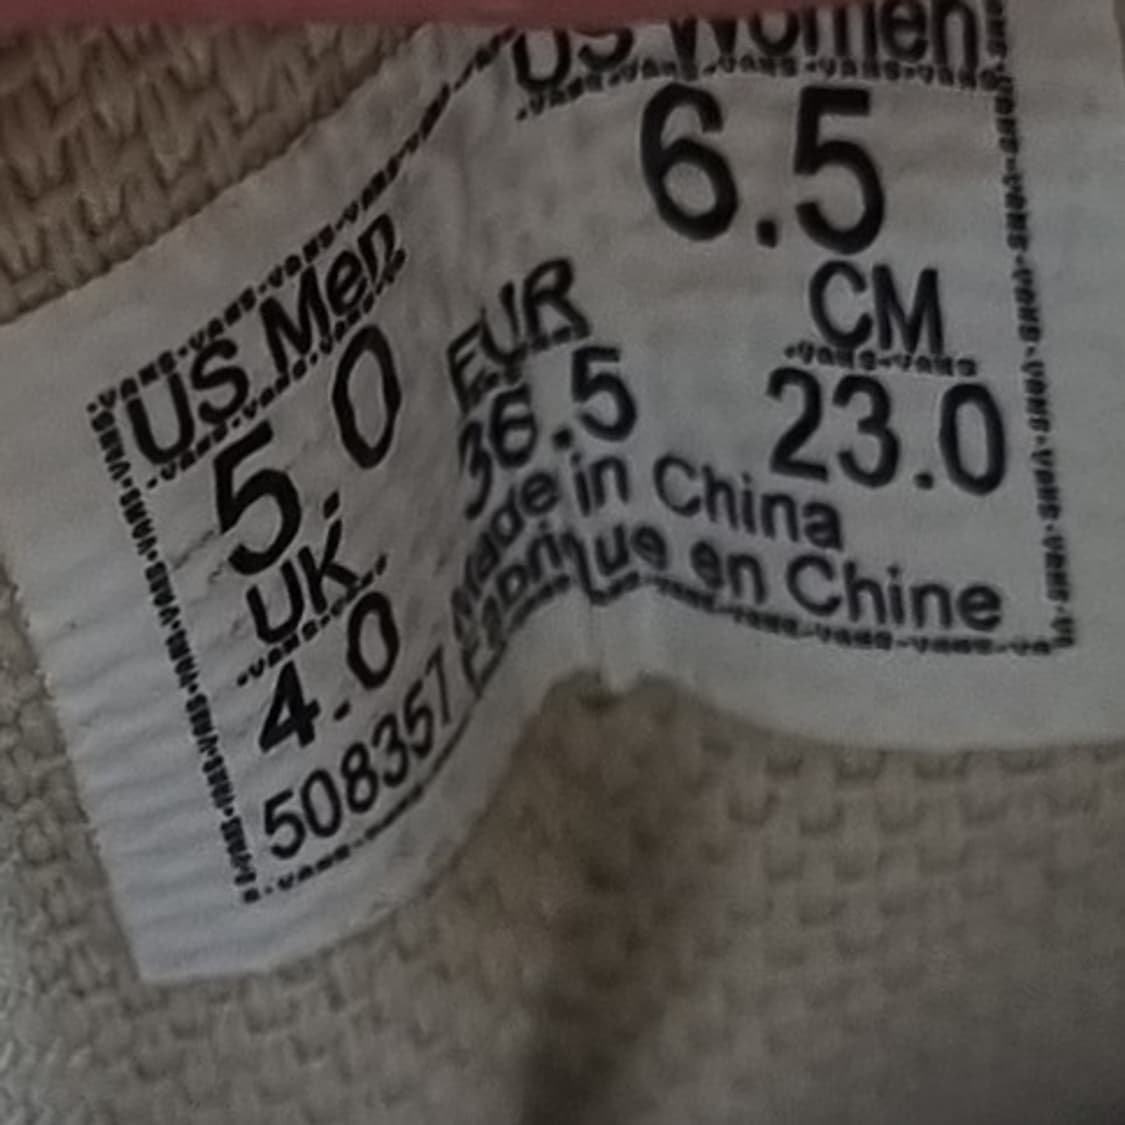 US Men
5.0
UK
4.0
508357
US Women
6.5
EUR
36.5
CM
23.0
Made in China
Fabrique en Chine